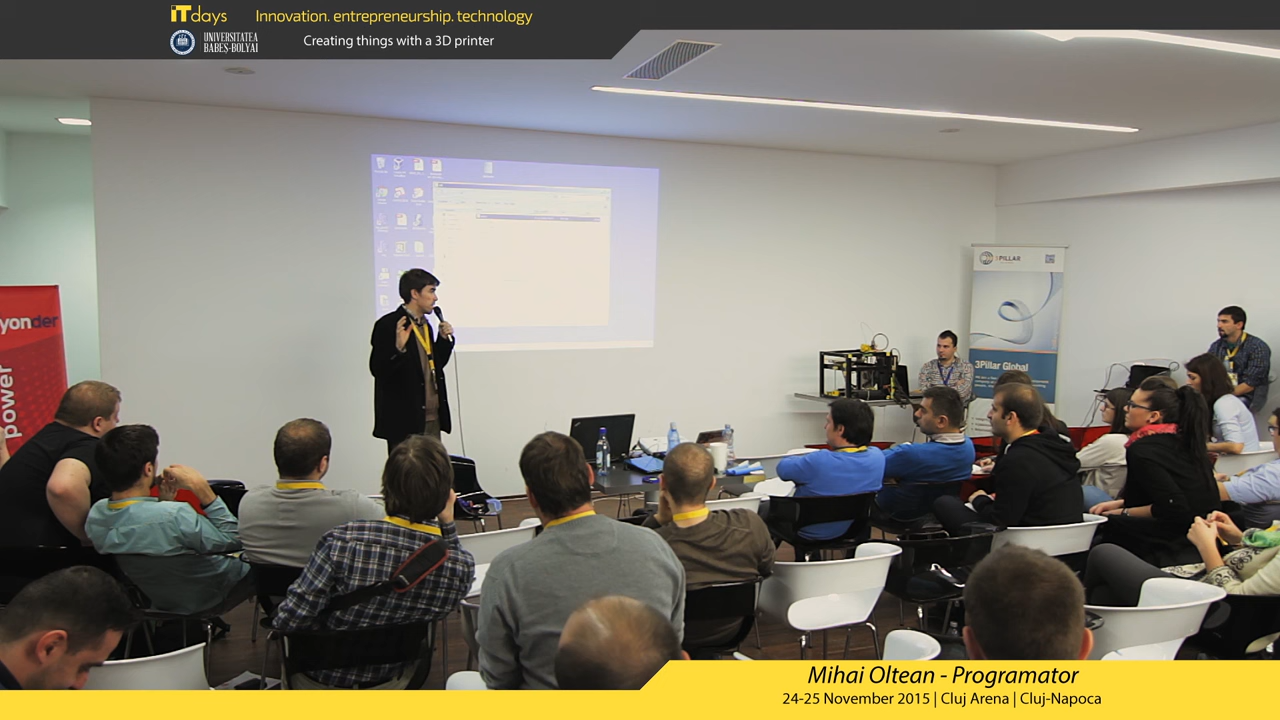 iTdays
Innovation. entrepreneurship. technology
UNIVERSITATEA
BABEȘ-BOLYAI
Creating things with a 3D printer
3PILLAR
yonder
3Pillar Global
power
Mihai Oltean - Programator
24-25 November 2015 | Cluj Arena | Cluj-Napoca